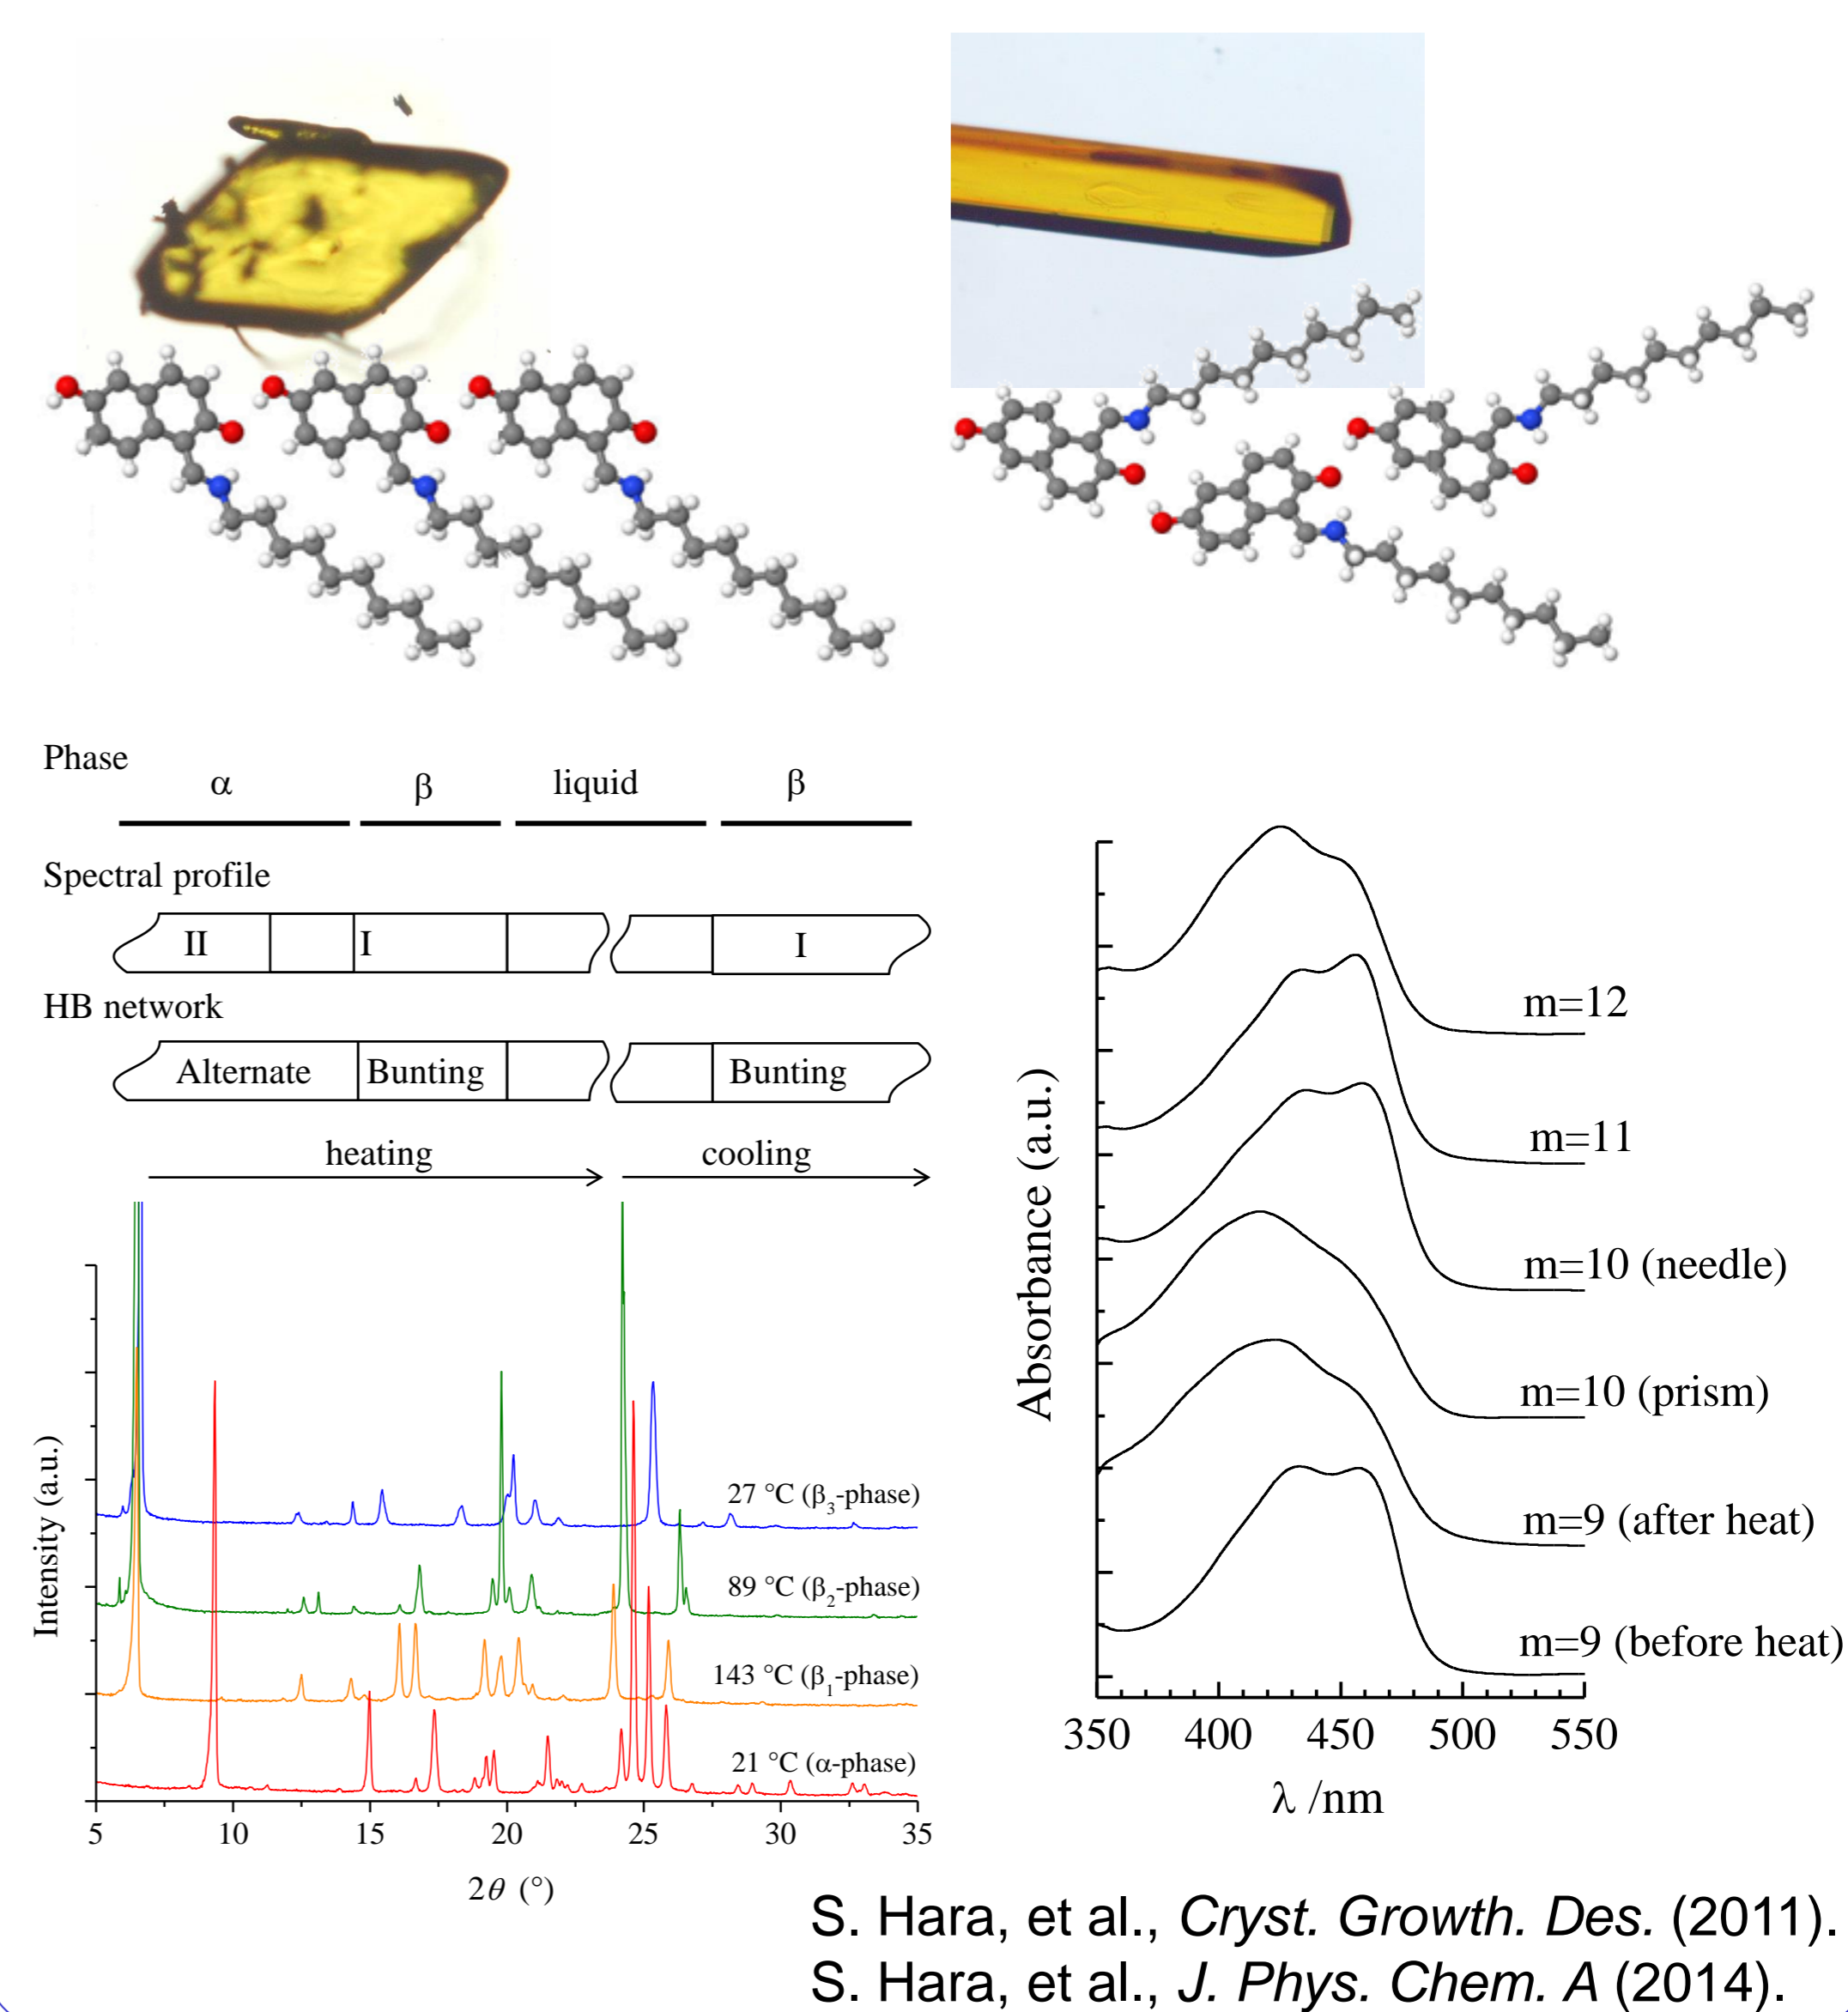 Phase
α
β
liquid
β
Spectral profile
II
I
I
HB network
Alternate
Bunting
Bunting
heating
cooling
Intensity (a.u.)
27 °C (β₃-phase)
89 °C (β₂-phase)
143 °C (β₁-phase)
21 °C (α-phase)
5 10 15 20 25 30 35
2θ (°)
Absorbance (a.u.)
m=12
m=11
m=10 (needle)
m=10 (prism)
m=9 (after heat)
m=9 (before heat)
350 400 450 500 550
λ /nm
S. Hara, et al., Cryst. Growth. Des. (2011).
S. Hara, et al., J. Phys. Chem. A (2014).